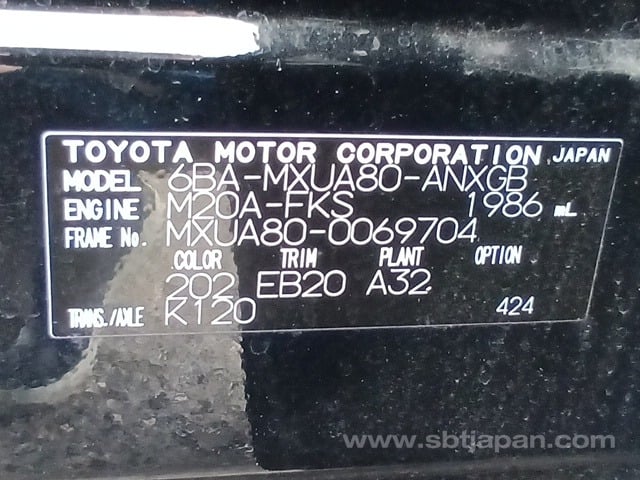 TOYOTA MOTOR CORPORATION JAPAN
MODEL 6BA-MXUA80-ANXGB
ENGINE M20A-FKS 1986 mL
FRAME No. MXUA80-0069704
COLOR TRIM PLANT OPTION
202 EB20 A32
TRANS./AXLE K120 424
www.sbtjapan.com